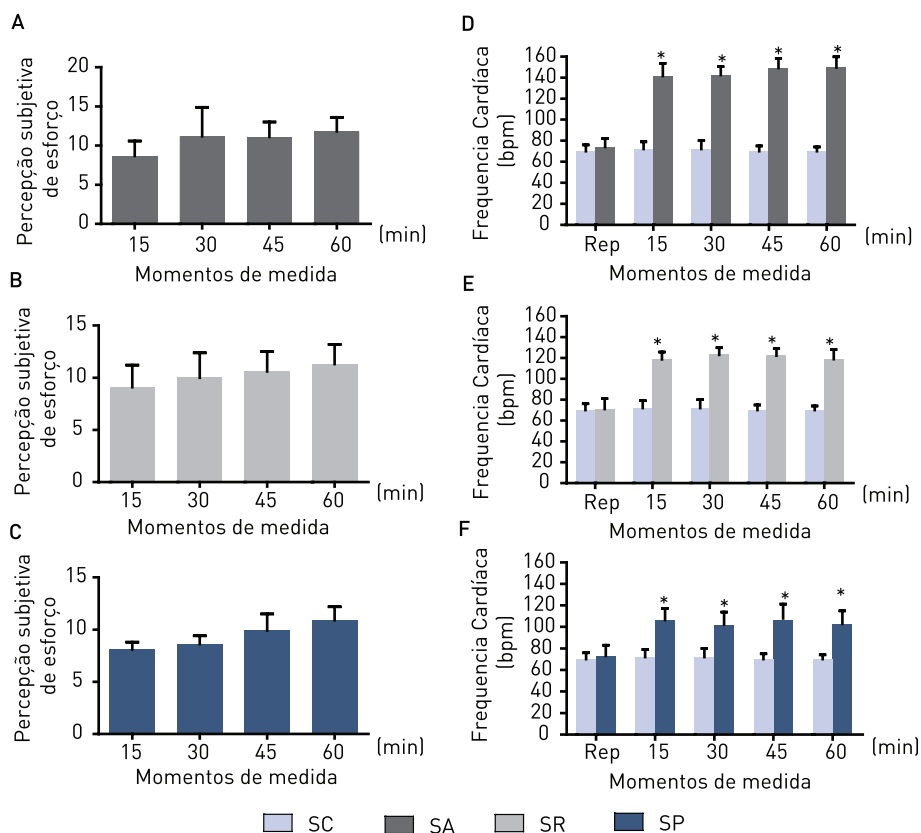 A
Percepção subjetiva
de esforço
20
15
10
5
0
15 30 45 60 (min)
Momentos de medida
B
Percepção subjetiva
de esforço
15
10
5
0
15 30 45 60 (min)
Momentos de medida
C
Percepção subjetiva
de esforço
15
10
5
0
15 30 45 60 (min)
Momentos de medida
D
Frequencia Cardíaca
(bpm)
160
140
120
100
80
60
40
20
0
* * * *
Rep 15 30 45 60 (min)
Momentos de medida
E
Frequencia Cardíaca
(bpm)
160
140
120
100
80
60
40
20
0
* * * *
Rep 15 30 45 60 (min)
Momentos de medida
F
Frequencia Cardíaca
(bpm)
160
140
120
100
80
60
40
20
0
* * * *
Rep 15 30 45 60 (min)
Momentos de medida
SC SA SR SP